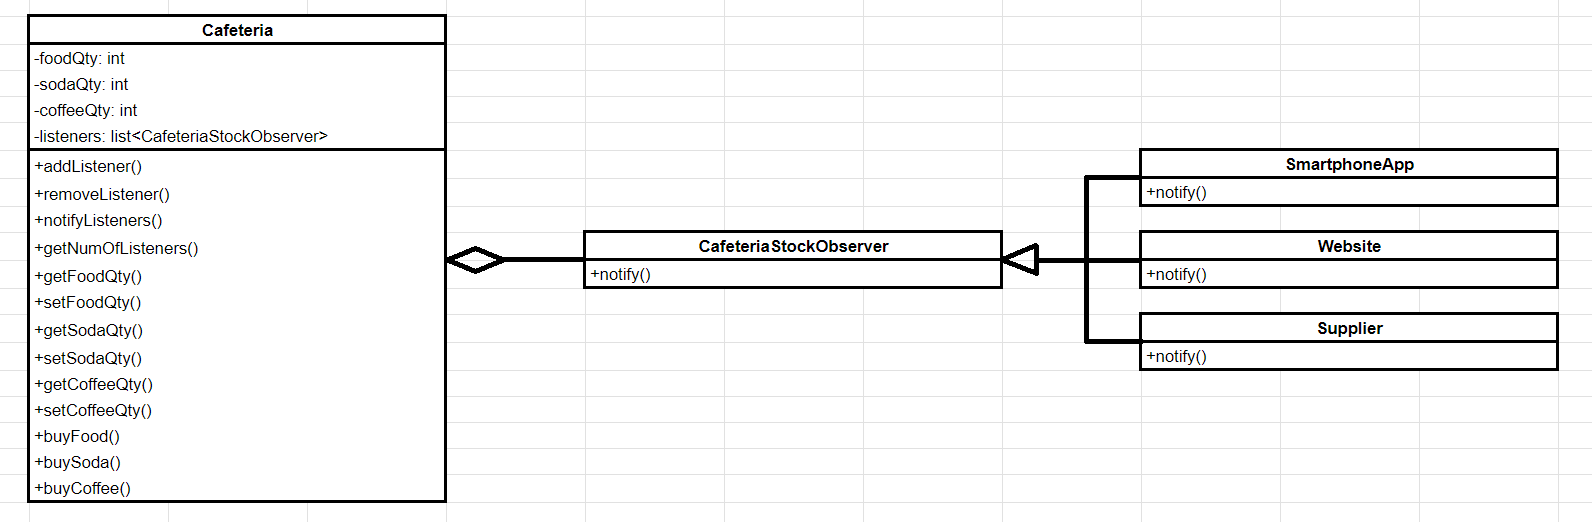 Cafeteria
-foodQty: int
-sodaQty: int
-coffeeQty: int
-listeners: list<CafeteriaStockObserver>
+addListener()
+removeListener()
+notifyListeners()
+getNumOfListeners()
+getFoodQty()
+setFoodQty()
+getSodaQty()
+setSodaQty()
+getCoffeeQty()
+setCoffeeQty()
+buyFood()
+buySoda()
+buyCoffee()
CafeteriaStockObserver
+notify()
SmartphoneApp
+notify()
Website
+notify()
Supplier
+notify()